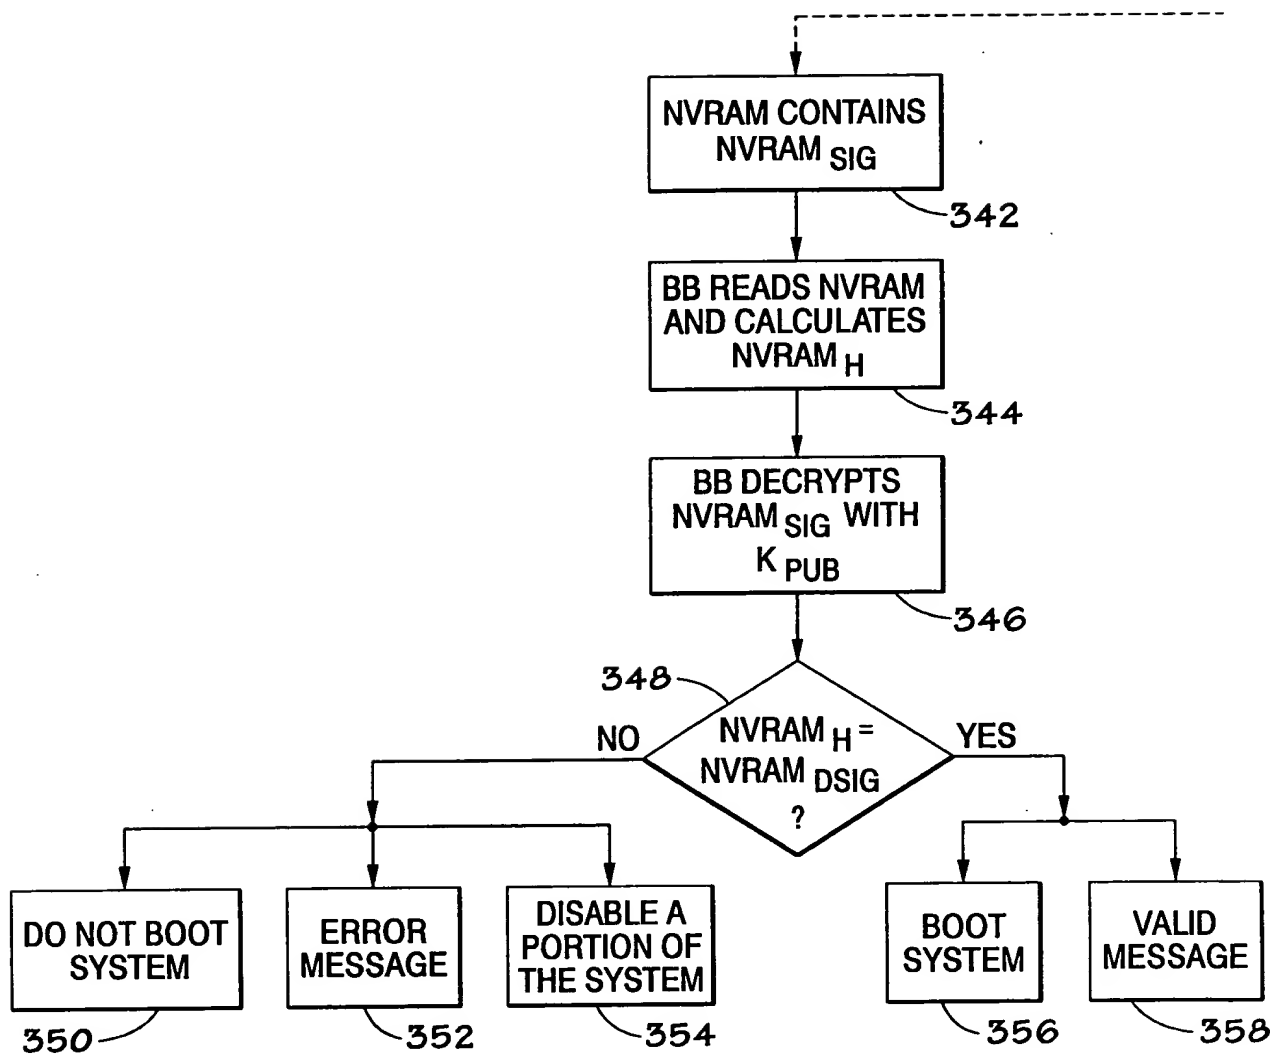 NVRAM CONTAINS
NVRAM SIG
342
BB READS NVRAM
AND CALCULATES
NVRAM H
344
BB DECRYPTS
NVRAM SIG WITH
K PUB
346
348
NO
NVRAM H =
NVRAM DSIG
?
YES
DO NOT BOOT
SYSTEM
350
ERROR
MESSAGE
352
DISABLE A
PORTION OF
THE SYSTEM
354
BOOT
SYSTEM
356
VALID
MESSAGE
358